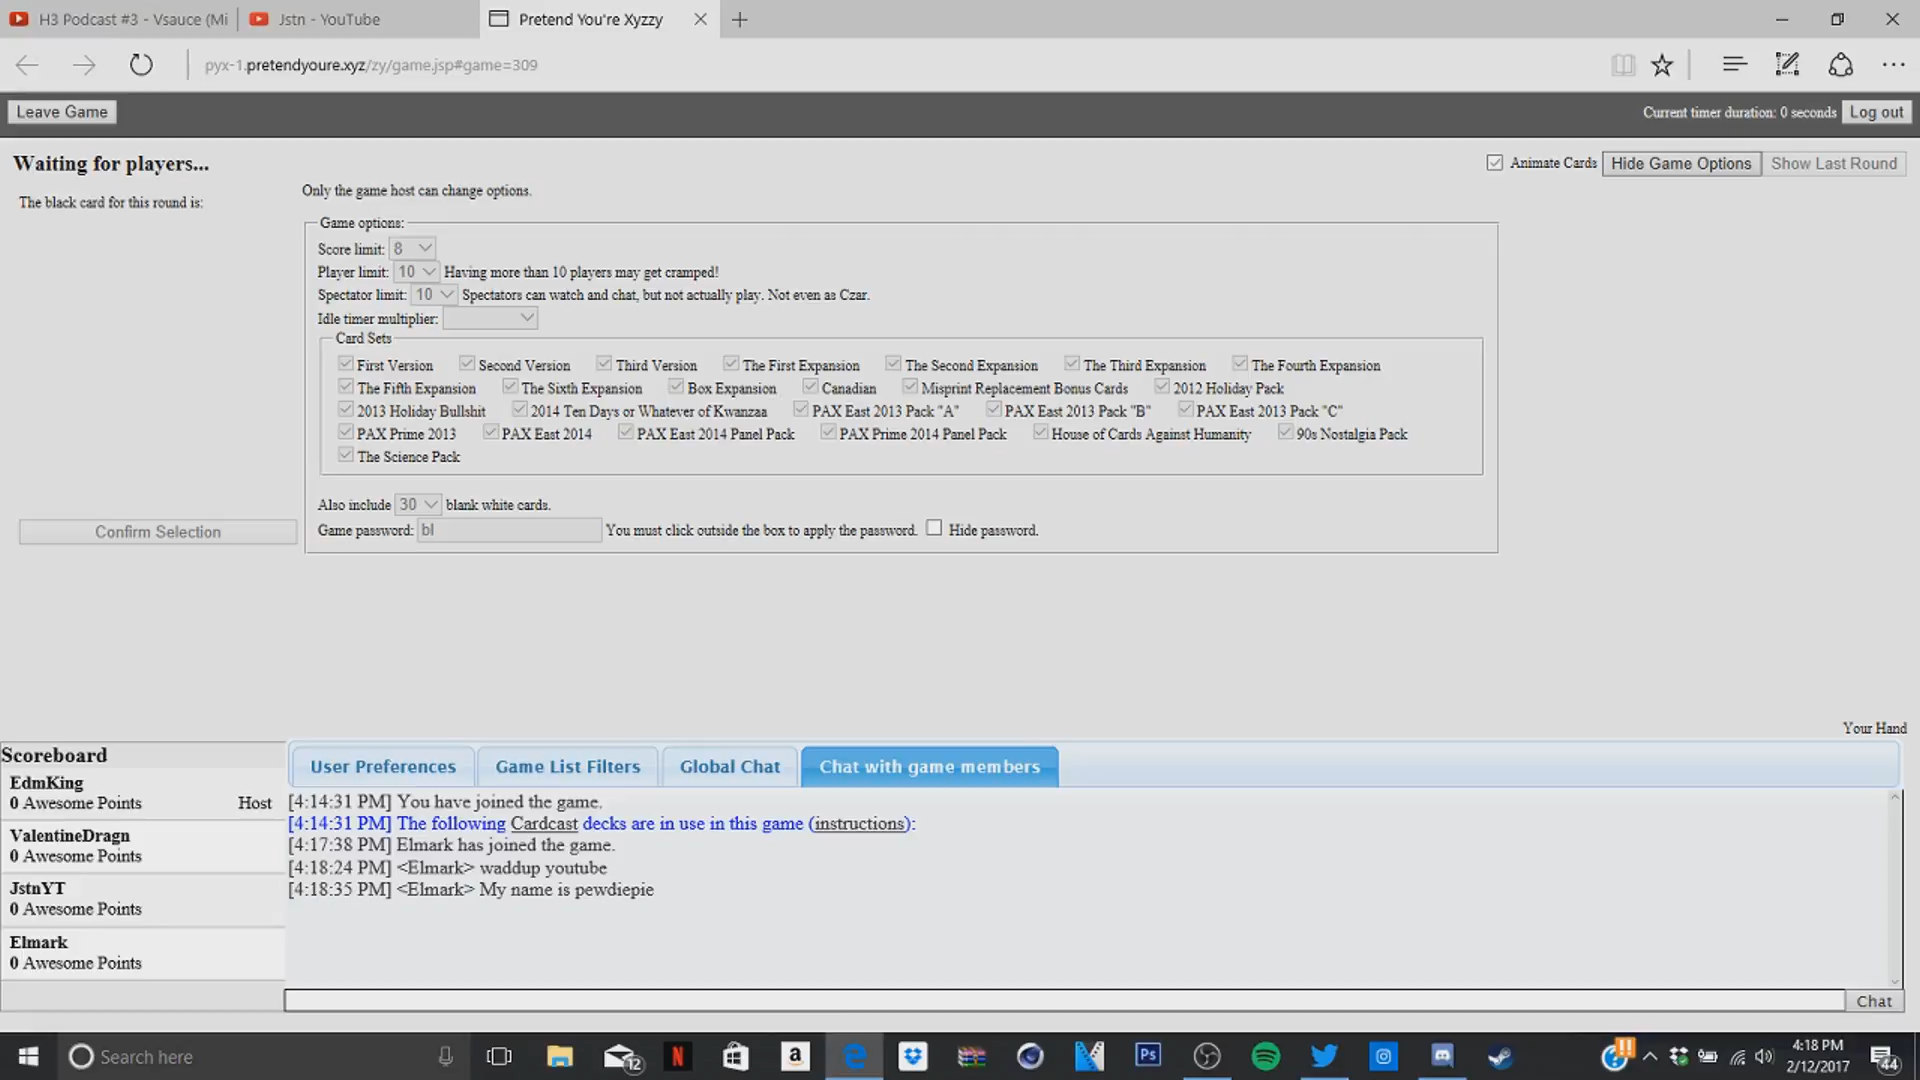 H3 Podcast #3 - Vsauce (Mi
Jstn - YouTube
Pretend You're Xyzzy
pyx-1.pretendyoure.xyz/zy/game.jsp#game=309
Leave Game
Current timer duration: 0 seconds
Log out
Waiting for players...
Animate Cards
Hide Game Options
Show Last Round
The black card for this round is:
Only the game host can change options.
Game options:
Score limit: 8
Player limit: 10 Having more than 10 players may get cramped!
Spectator limit: 10 Spectators can watch and chat, but not actually play. Not even as Czar.
Idle timer multiplier:
Card Sets
First Version Second Version Third Version The First Expansion The Second Expansion The Third Expansion The Fourth Expansion
The Fifth Expansion The Sixth Expansion Box Expansion Canadian Misprint Replacement Bonus Cards 2012 Holiday Pack
2013 Holiday Bullshit 2014 Ten Days or Whatever of Kwanzaa PAX East 2013 Pack "A" PAX East 2013 Pack "B" PAX East 2013 Pack "C"
PAX Prime 2013 PAX East 2014 PAX East 2014 Panel Pack PAX Prime 2014 Panel Pack House of Cards Against Humanity 90s Nostalgia Pack
The Science Pack
Also include 30 blank white cards.
Game password: bl You must click outside the box to apply the password. Hide password.
Confirm Selection
Your Hand
Scoreboard
EdmKing
0 Awesome Points Host
ValentineDragn
0 Awesome Points
JstnYT
0 Awesome Points
Elmark
0 Awesome Points
User Preferences
Game List Filters
Global Chat
Chat with game members
[4:14:31 PM] You have joined the game.
[4:14:31 PM] The following Cardcast decks are in use in this game (instructions):
[4:17:38 PM] Elmark has joined the game.
[4:18:24 PM] <Elmark> waddup youtube
[4:18:35 PM] <Elmark> My name is pewdiepie
Chat
Search here
12
N
a
Ps
4:18 PM
2/12/2017
44